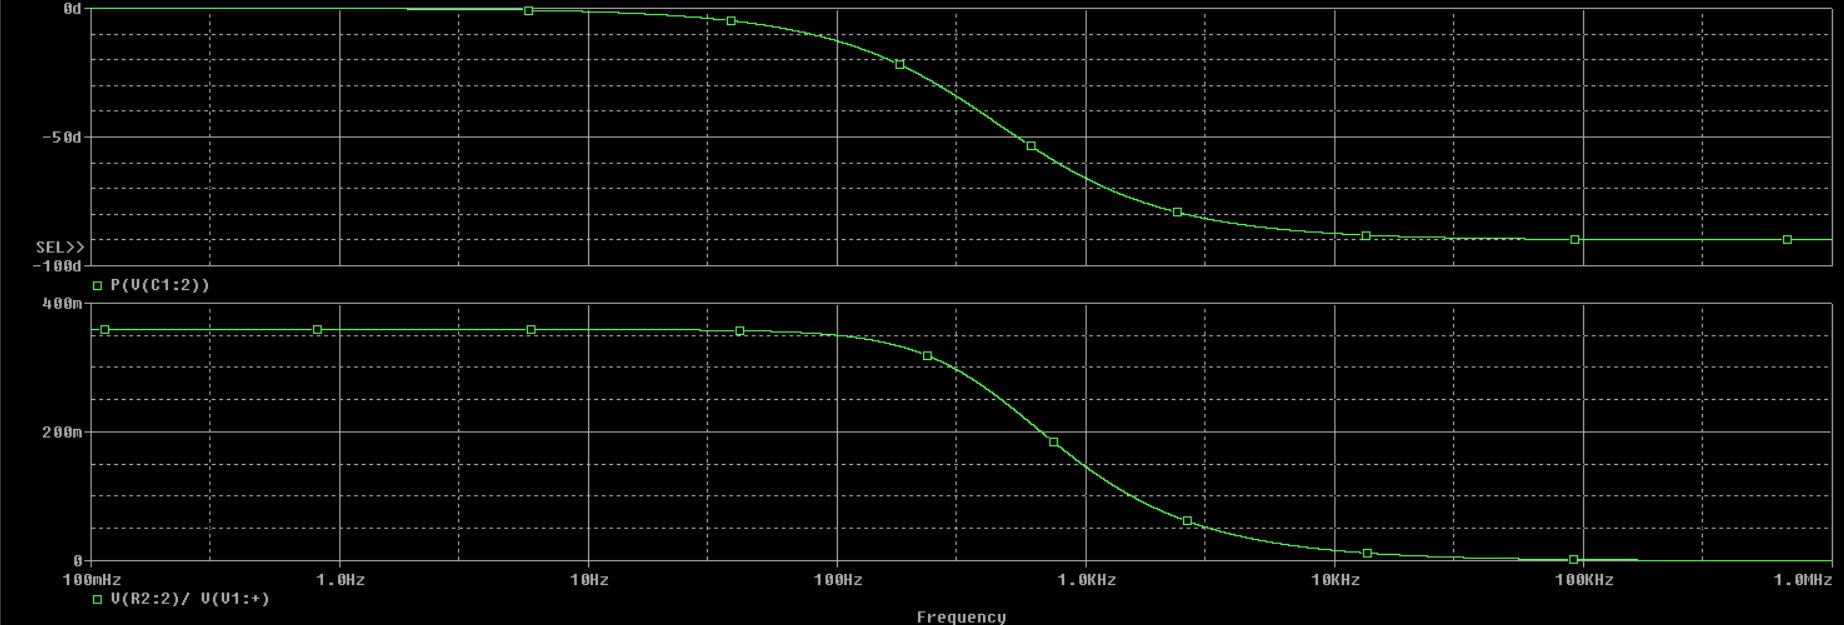 0d
-50d
SEL>>
-100d
P(V(C1:2))
400m
200m
0
100mHz 1.0Hz 10Hz 100Hz 1.0KHz 10KHz 100KHz 1.0MHz
V(R2:2)/ V(V1:+)
Frequency